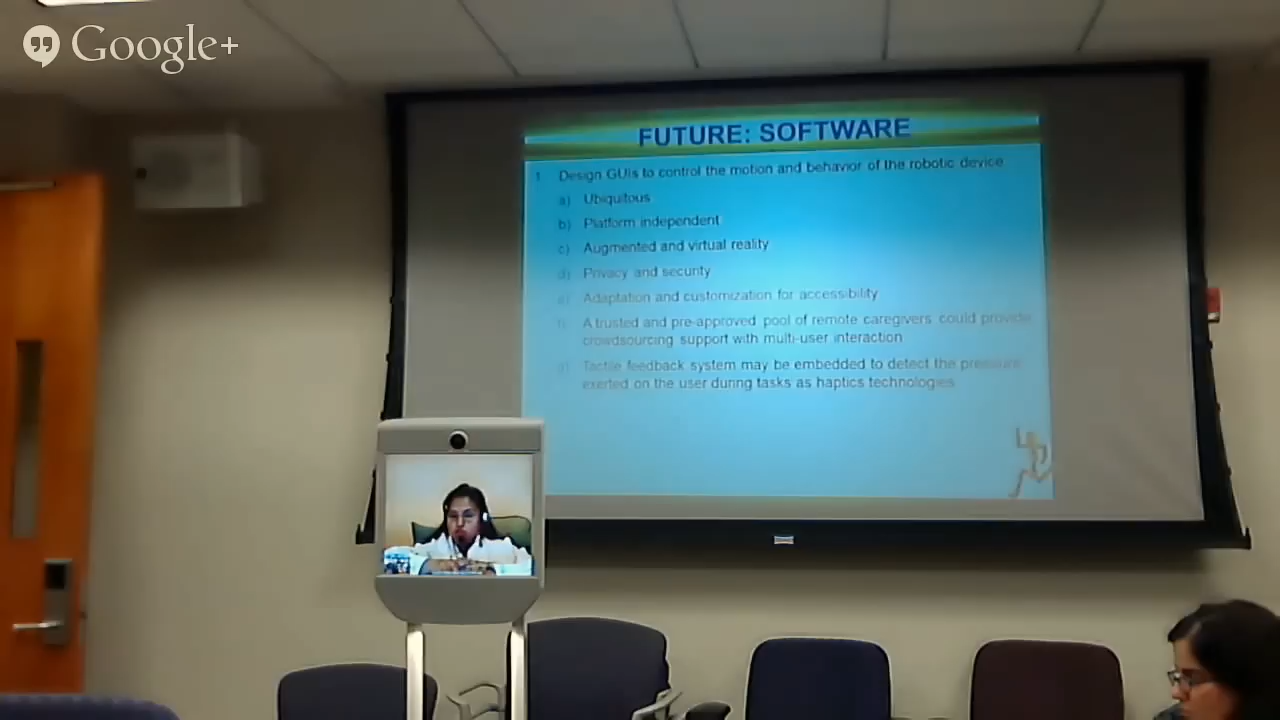 Google+
FUTURE: SOFTWARE
1. Design GUIs to control the motion and behavior of the robotic device
a) Ubiquitous
b) Platform independent
c) Augmented and virtual reality
d) Privacy and security
e) Adaptation and customization for accessibility
f) A trusted and pre-approved pool of remote caregivers could provide
crowdsourcing support with multi-user interaction
g) Tactile feedback system may be embedded to detect the pressure
exerted on the user during tasks as haptics technologies